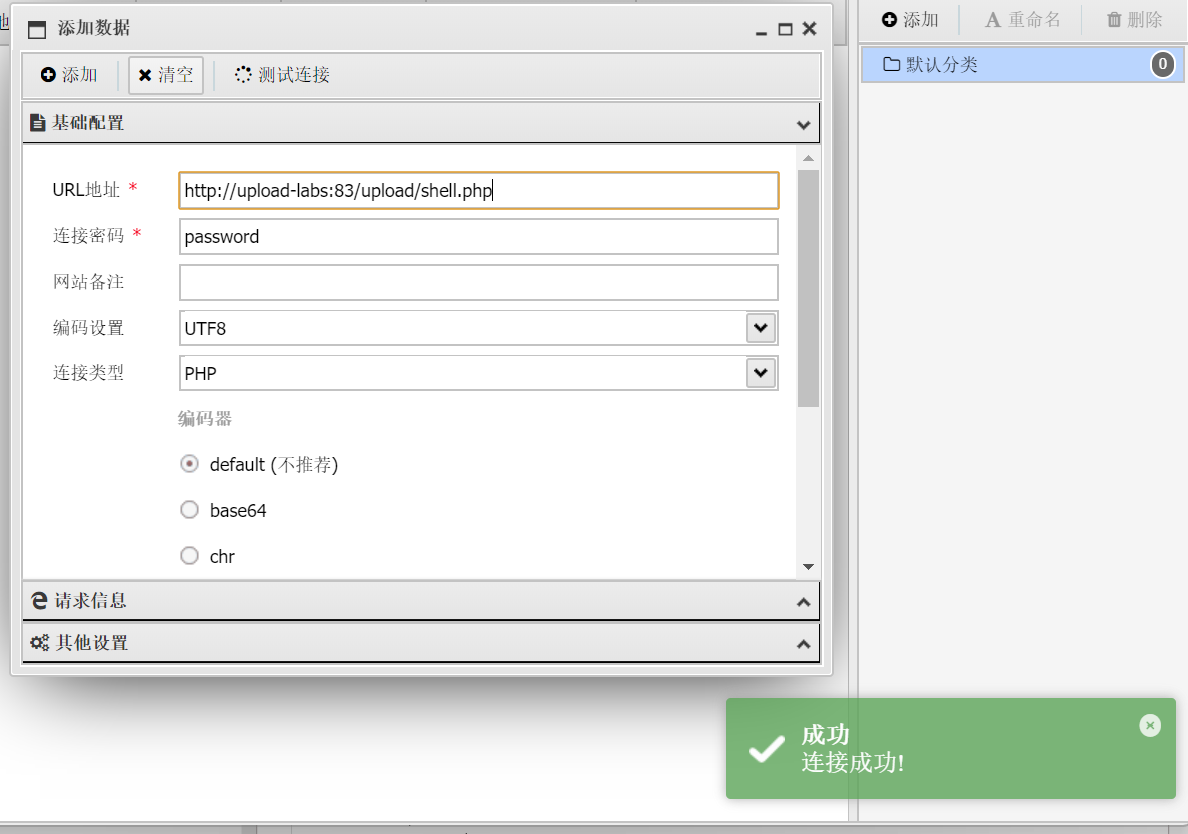 添加数据
添加
清空
测试连接
基础配置
URL地址 *
http://upload-labs:83/upload/shell.php
连接密码 *
password
网站备注
编码设置
UTF8
连接类型
PHP
编码器
default (不推荐)
base64
chr
请求信息
其他设置
添加
重命名
删除
默认分类
0
成功
连接成功!